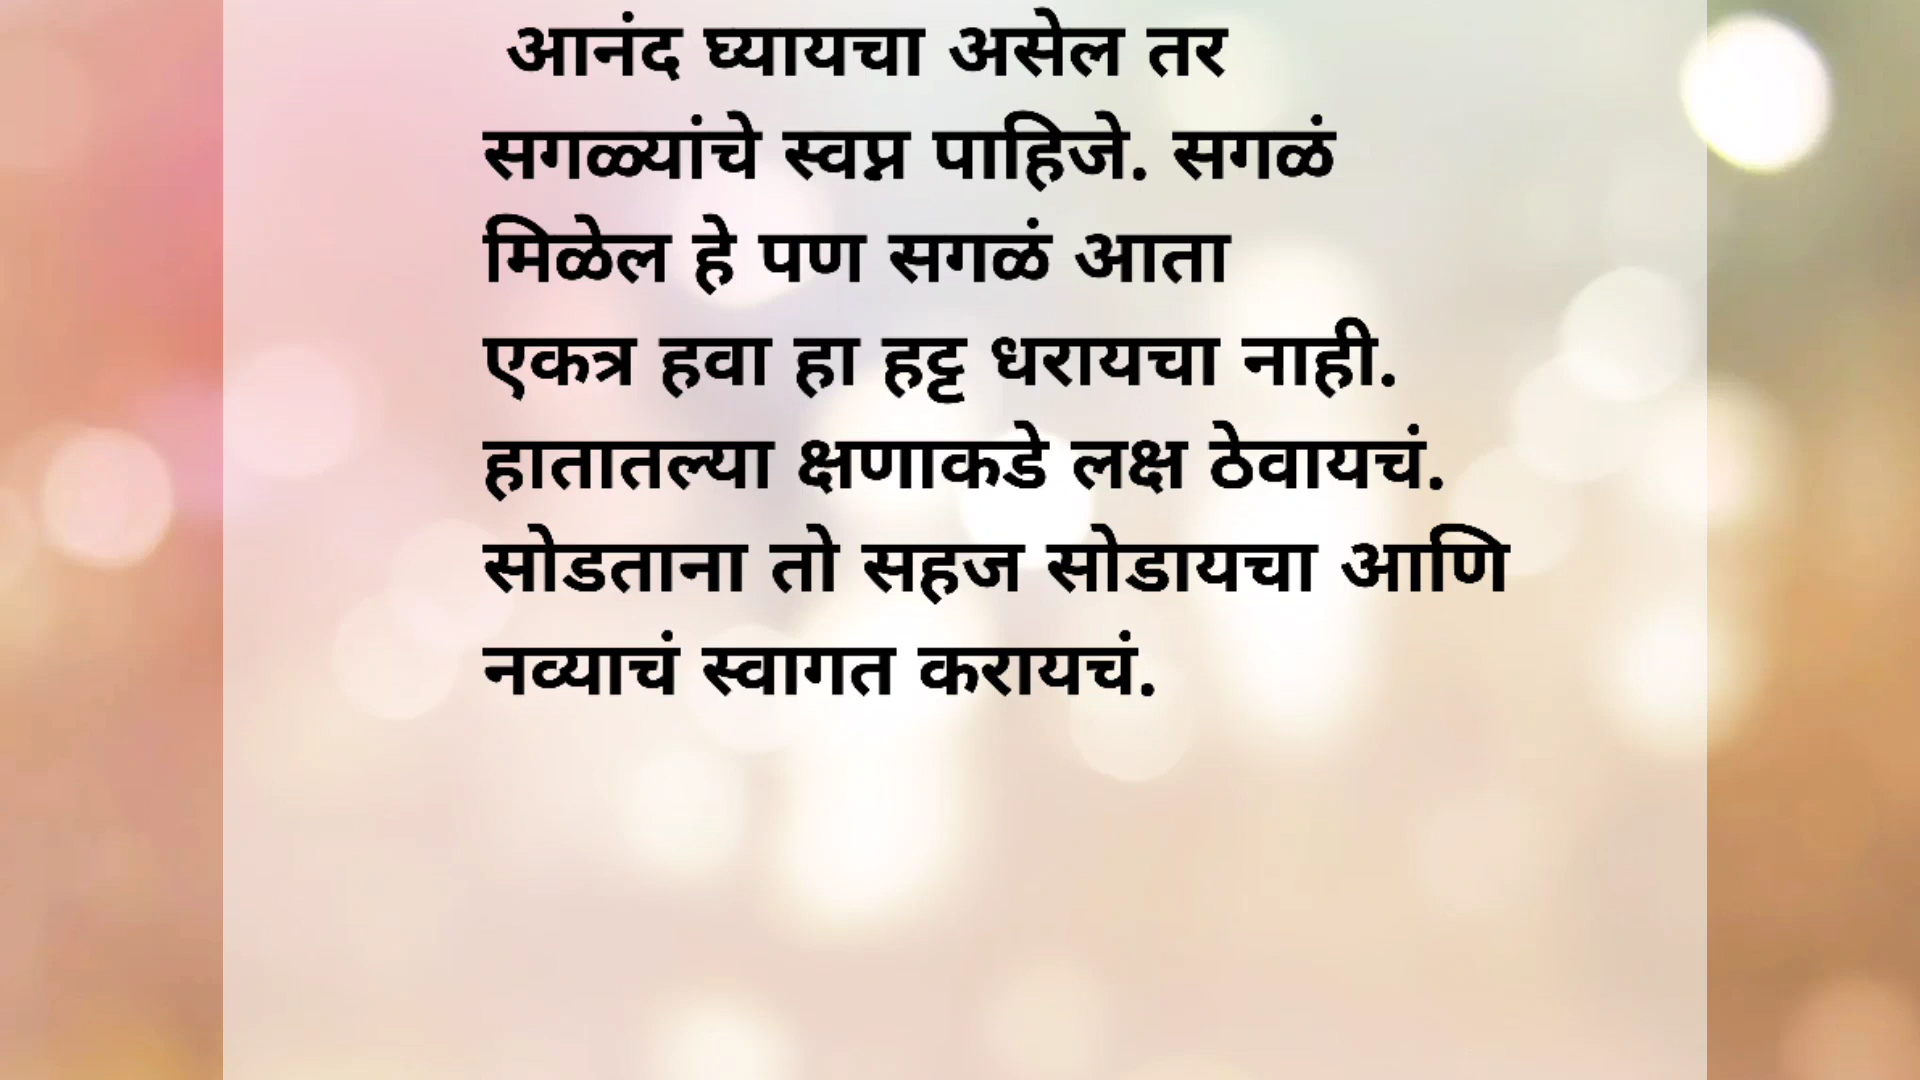 आनंद घ्यायचा असेल तर
सगळ्यांचे स्वप्न पाहिजे. सगळं
मिळेल हे पण सगळं आता
एकत्र हवा हा हट्ट धरायचा नाही.
हातातल्या क्षणाकडे लक्ष ठेवायचं.
सोडताना तो सहज सोडायचा आणि
नव्याचं स्वागत करायचं.